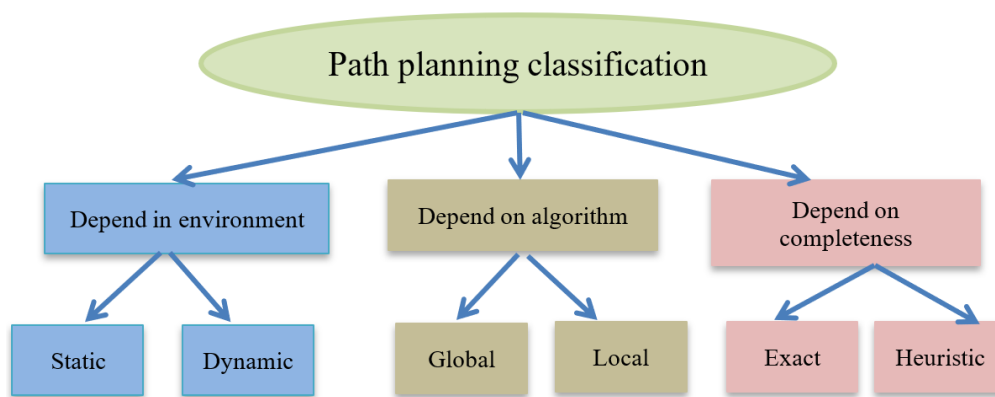 Path planning classification
Depend in environment
Depend on algorithm
Depend on
completeness
Static
Dynamic
Global
Local
Exact
Heuristic